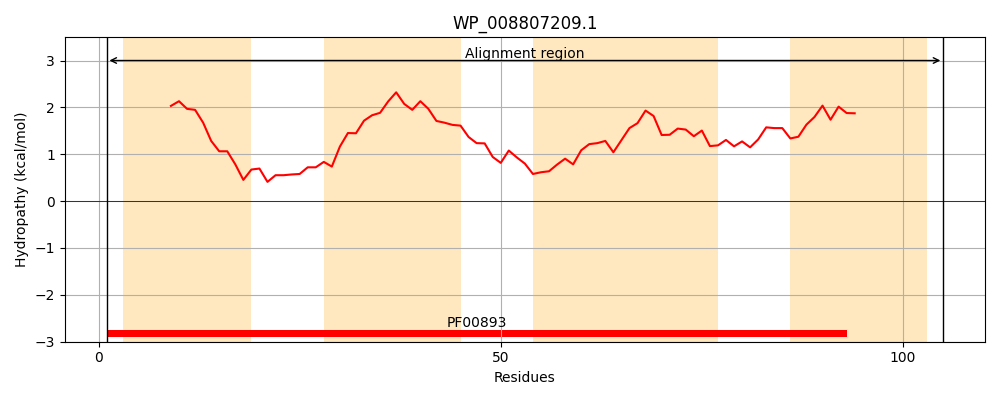 WP_008807209.1
Alignment region
3
2
1
0
−1
−2
−3
Hydropathy (kcal/mol)
PF00893
0
50
100
Residues